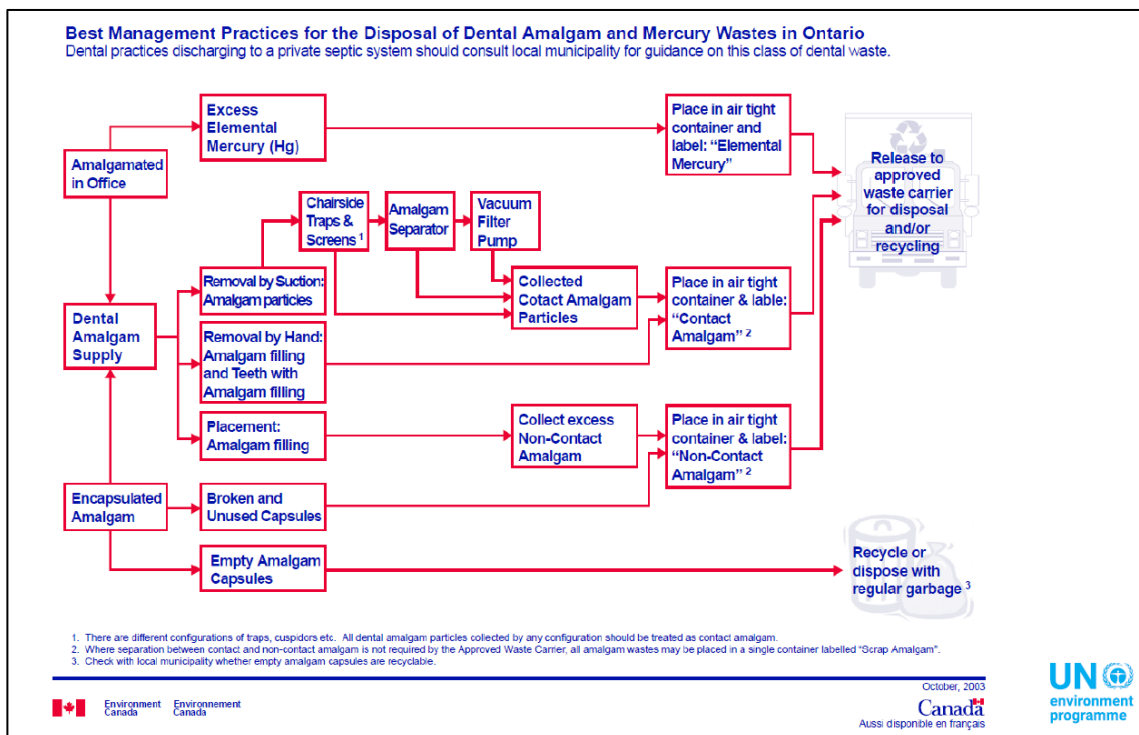 Best Management Practices for the Disposal of Dental Amalgam and Mercury Wastes in Ontario
Dental practices discharging to a private septic system should consult local municipality for guidance on this class of dental waste.
Excess
Elemental
Mercury (Hg)
Place in air tight
container and
label: “Elemental
Mercury”
Amalgamated
in Office
Release to
approved
waste carrier
for disposal
and/or
recycling
Chairside
Traps &
Screens 1
Amalgam
Separator
Vacuum
Filter
Pump
Removal by Suction:
Amalgam particles
Collected
Cotact Amalgam
Particles
Place in air tight
container & lable:
“Contact
Amalgam” 2
Dental
Amalgam
Supply
Removal by Hand:
Amalgam filling
and Teeth with
Amalgam filling
Placement:
Amalgam filling
Collect excess
Non-Contact
Amalgam
Place in air tight
container & label:
“Non-Contact
Amalgam” 2
Encapsulated
Amalgam
Broken and
Unused Capsules
Empty Amalgam
Capsules
Recycle or
dispose with
regular garbage 3
1. There are different configurations of traps, cuspidors etc. All dental amalgam particles collected by any configuration should be treated as contact amalgam.
2. Where separation between contact and non-contact amalgam is not required by the Approved Waste Carrier, all amalgam wastes may be placed in a single container labelled “Scrap Amalgam”.
3. Check with local municipality whether empty amalgam capsules are recyclable.
October, 2003
Environment Environnement
Canada Canada
Canada
Aussi disponible en français
UN
environment
programme